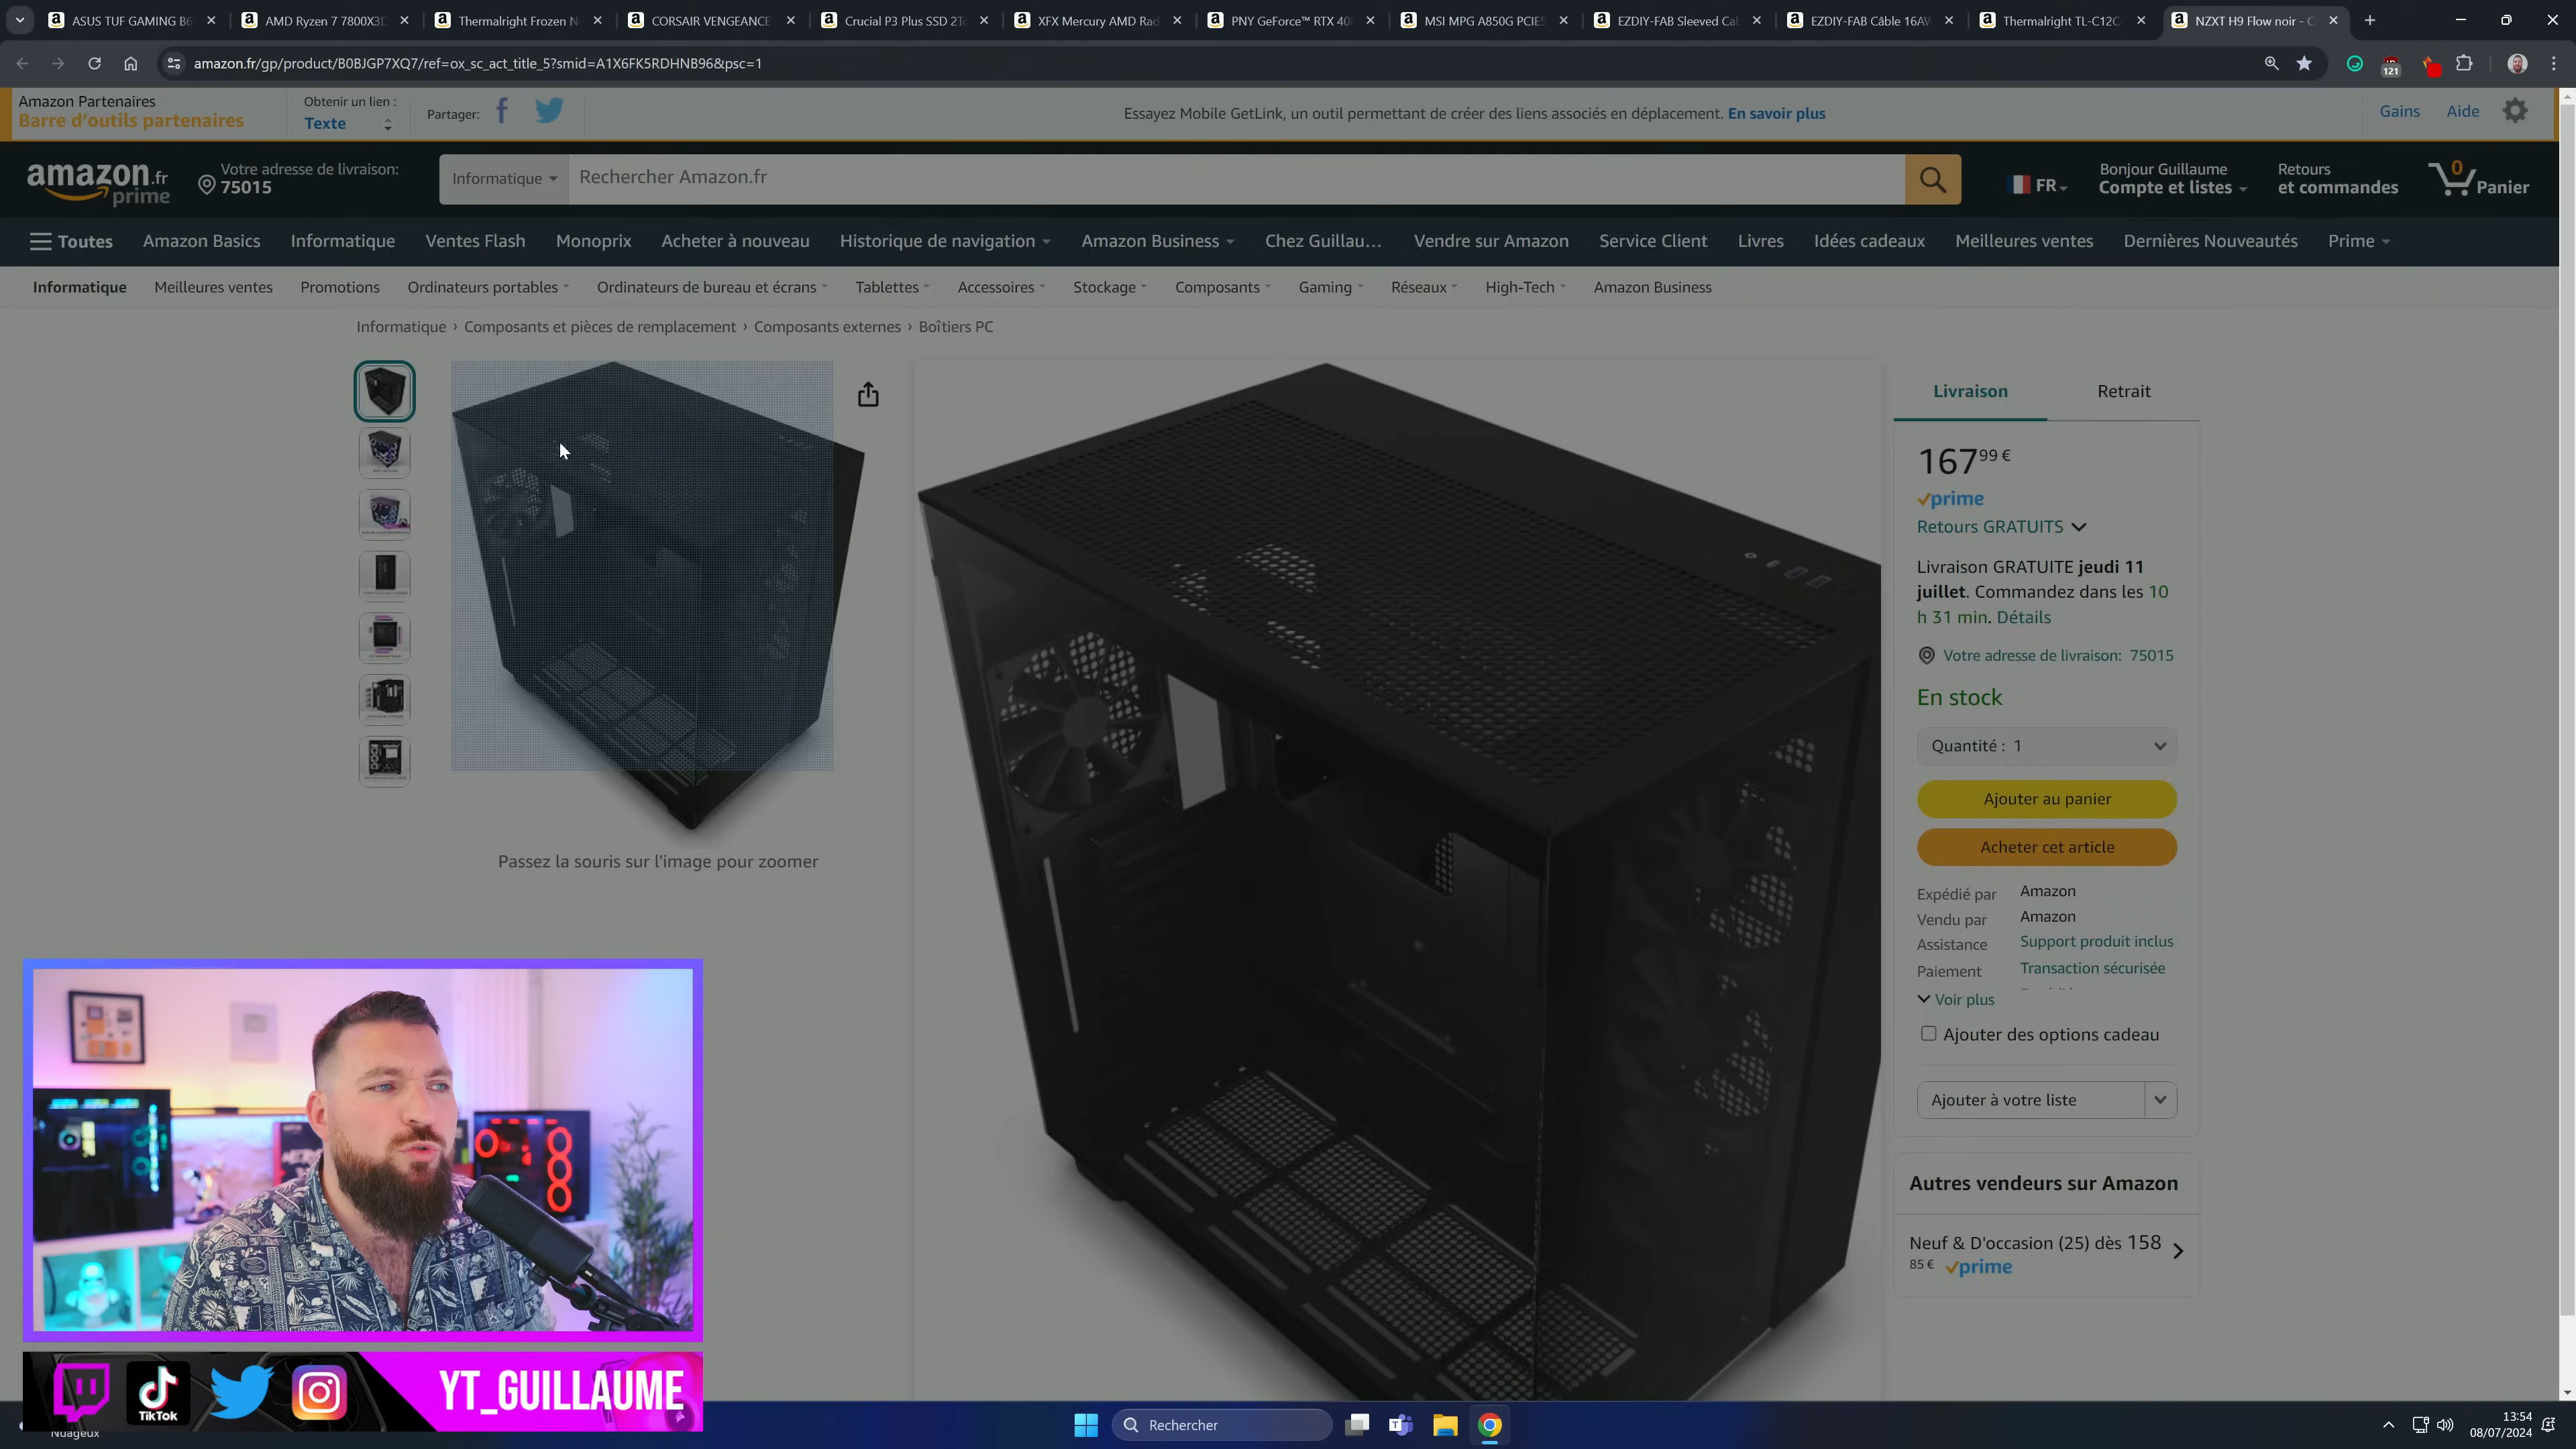 ASUS TUF GAMING B6
AMD Ryzen 7 7800X3D
Thermalright Frozen N
CORSAIR VENGEANCE
Crucial P3 Plus SSD 2T
XFX Mercury AMD Rad
PNY GeForce™ RTX 40
MSI MPG A850G PCIE5
EZDIY-FAB Sleeved Ca
EZDIY-FAB Câble 16AW
Thermalright TL-C12C
NZXT H9 Flow noir - C
amazon.fr/gp/product/B0BJGP7XQ7/ref=ox_sc_act_title_5?smid=A1X6FK5RDHNB96&psc=1
121
Amazon Partenaires
Barre d'outils partenaires
Obtenir un lien :
Texte
Partager:
Essayez Mobile GetLink, un outil permettant de créer des liens associés en déplacement. En savoir plus
Gains
Aide
amazon.fr
prime
Votre adresse de livraison:
75015
Informatique
Rechercher Amazon.fr
FR
Bonjour Guillaume
Compte et listes
Retours
et commandes
0
Panier
Toutes
Amazon Basics
Informatique
Ventes Flash
Monoprix
Acheter à nouveau
Historique de navigation
Amazon Business
Chez Guillau…
Vendre sur Amazon
Service Client
Livres
Idées cadeaux
Meilleures ventes
Dernières Nouveautés
Prime
Informatique
Meilleures ventes
Promotions
Ordinateurs portables
Ordinateurs de bureau et écrans
Tablettes
Accessoires
Stockage
Composants
Gaming
Réseaux
High-Tech
Amazon Business
Informatique › Composants et pièces de remplacement › Composants externes › Boîtiers PC
Passez la souris sur l'image pour zoomer
Livraison
Retrait
167 99 €
prime
Retours GRATUITS
Livraison GRATUITE jeudi 11
juillet. Commandez dans les 10
h 31 min. Détails
Votre adresse de livraison: 75015
En stock
Quantité : 1
Ajouter au panier
Acheter cet article
Expédié par Amazon
Vendu par Amazon
Assistance Support produit inclus
Paiement Transaction sécurisée
Voir plus
Ajouter des options cadeau
Ajouter à votre liste
Autres vendeurs sur Amazon
Neuf & D'occasion (25) dès 158
85 € prime
TikTok
YT_GUILLAUME
Nuageux
Rechercher
13:54
08/07/2024